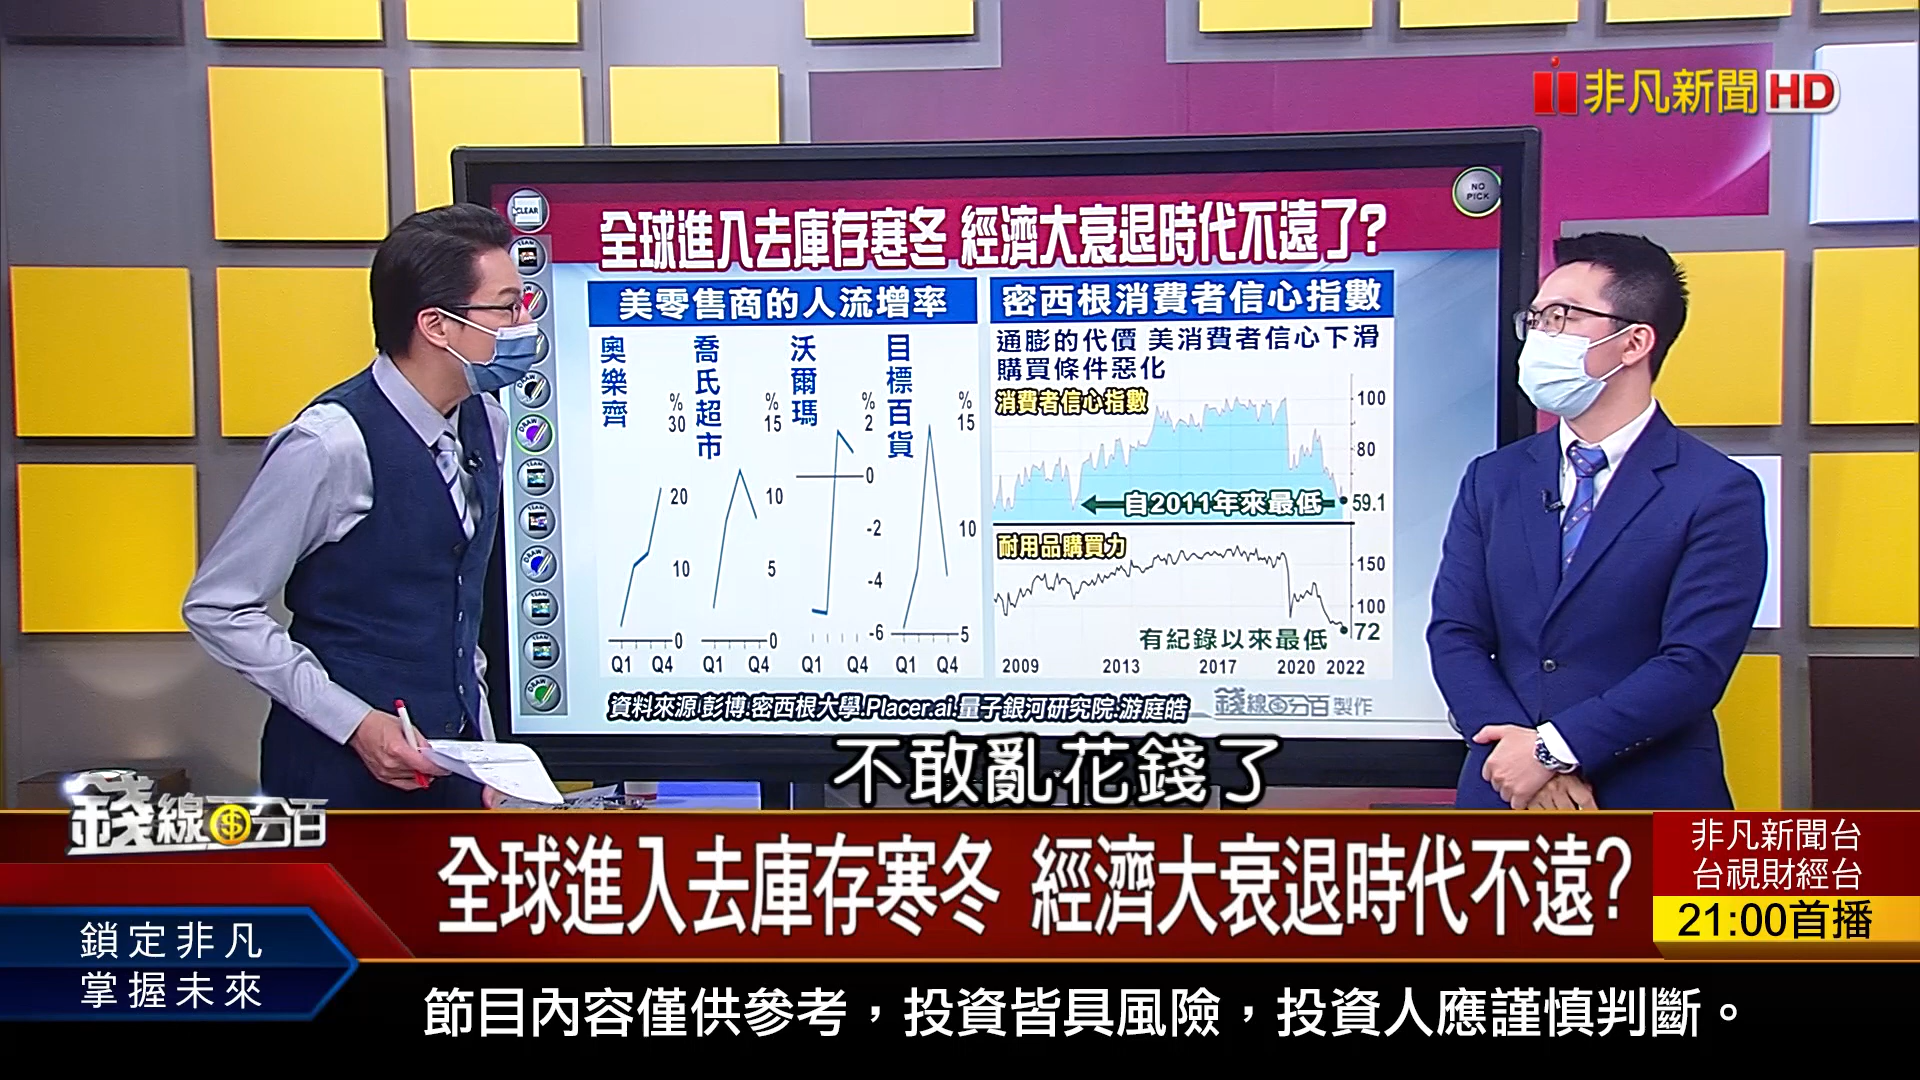 非凡新聞HD
CLEAR
NO
PICK
全球進入去庫存寒冬 經濟大衰退時代不遠了?
美零售商的人流增率
密西根消費者信心指數
奧樂齊
喬氏超市
沃爾瑪
目標百貨
%
30
20
10
0
Q1 Q4
%
15
10
5
0
Q1 Q4
%
2
0
-2
-4
-6
Q1 Q4
%
15
10
5
Q1 Q4
通膨的代價 美消費者信心下滑
購買條件惡化
消費者信心指數
100
80
自2011年來最低
59.1
耐用品購買力
150
100
有紀錄以來最低
72
2009 2013 2017 2020 2022
資料來源:彭博.密西根大學.Placer.ai.量子銀河研究院.游庭皓
錢線百分百製作
不敢亂花錢了
錢線百分百
全球進入去庫存寒冬 經濟大衰退時代不遠?
非凡新聞台
台視財經台
21:00首播
鎖定非凡
掌握未來
節目內容僅供參考，投資皆具風險，投資人應謹慎判斷。